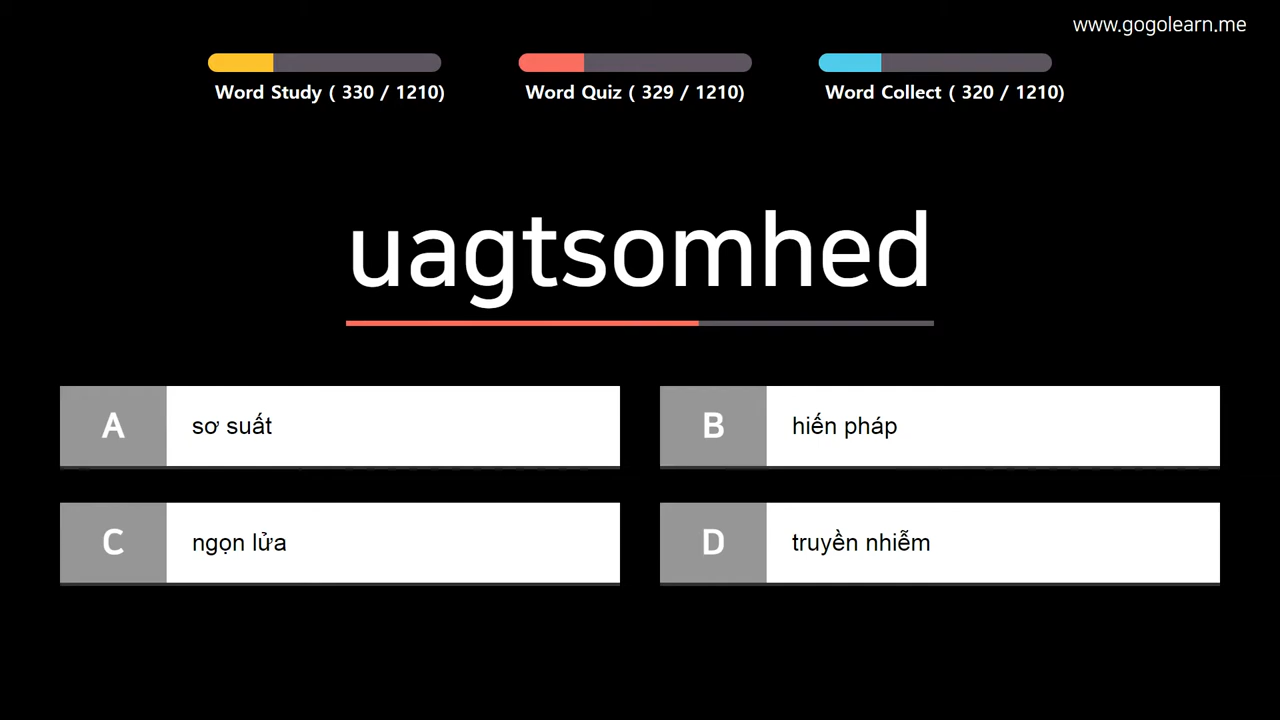 www.gogolearn.me
Word Study ( 330 / 1210)
Word Quiz ( 329 / 1210)
Word Collect ( 320 / 1210)
uagtsomhed
A
sơ suất
B
hiến pháp
C
ngọn lửa
D
truyền nhiễm